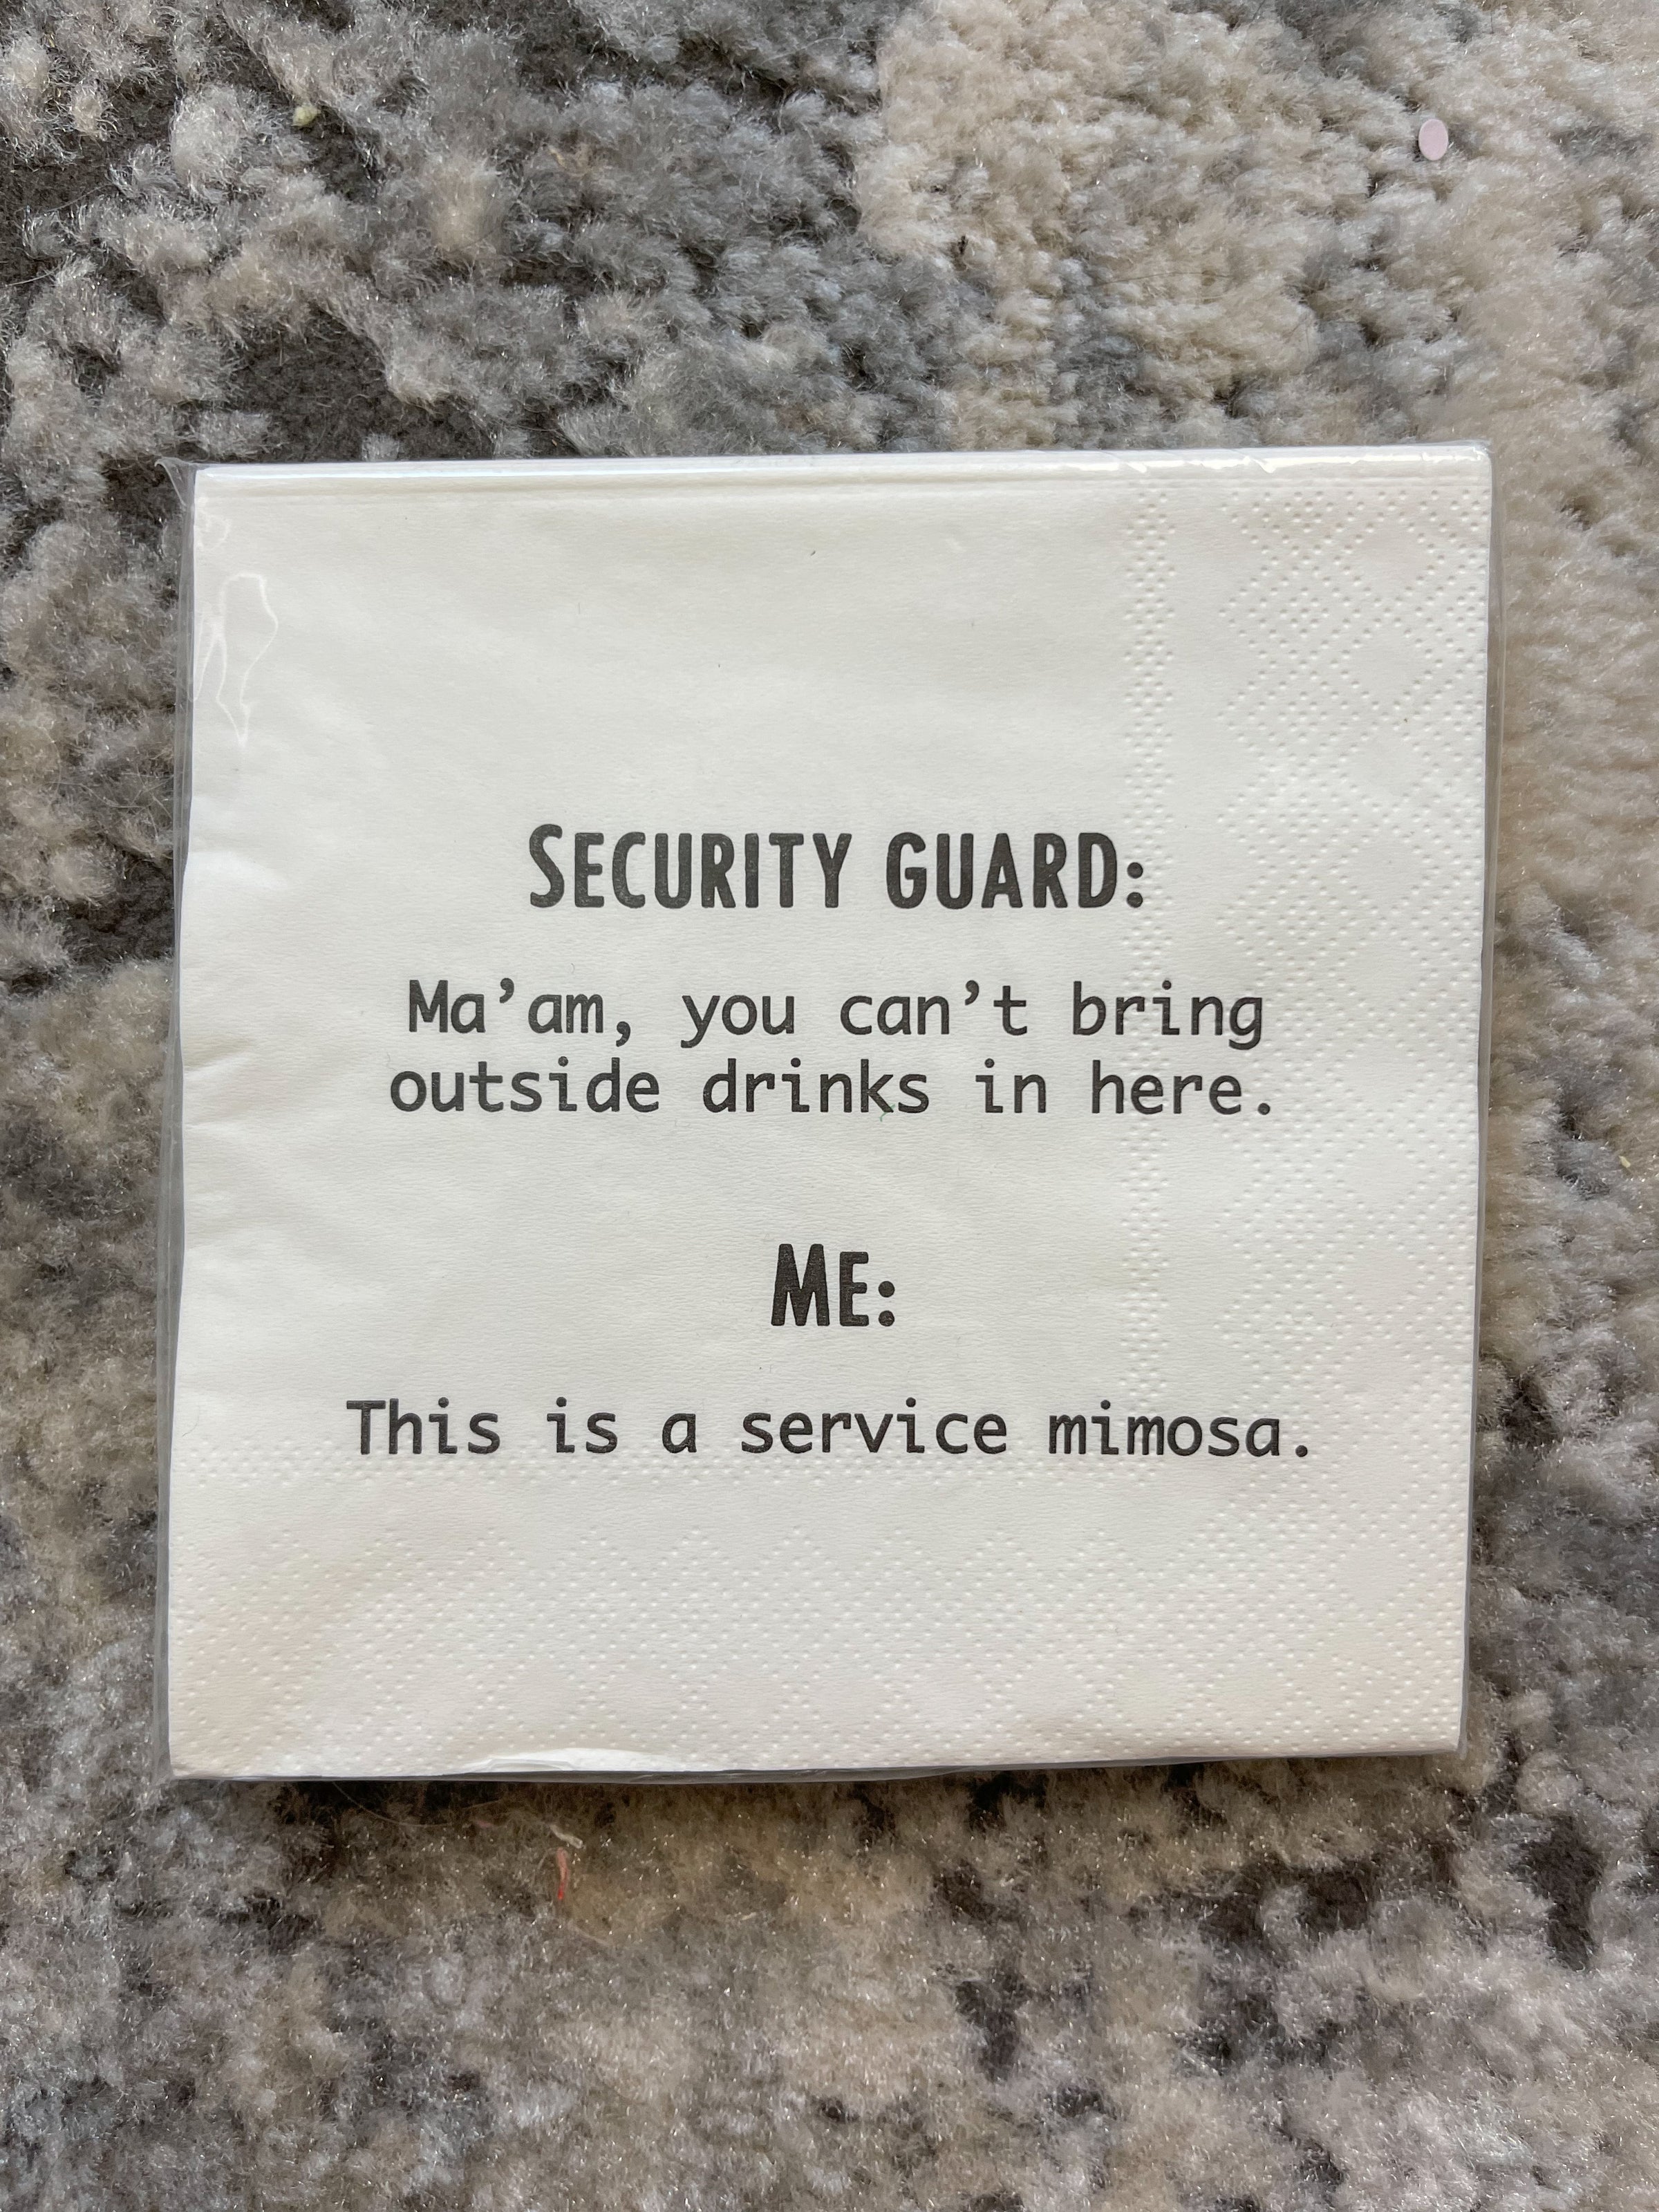 SECURITY GUARD:
Ma’am, you can’t bring
outside drinks in here.
ME:
This is a service mimosa.